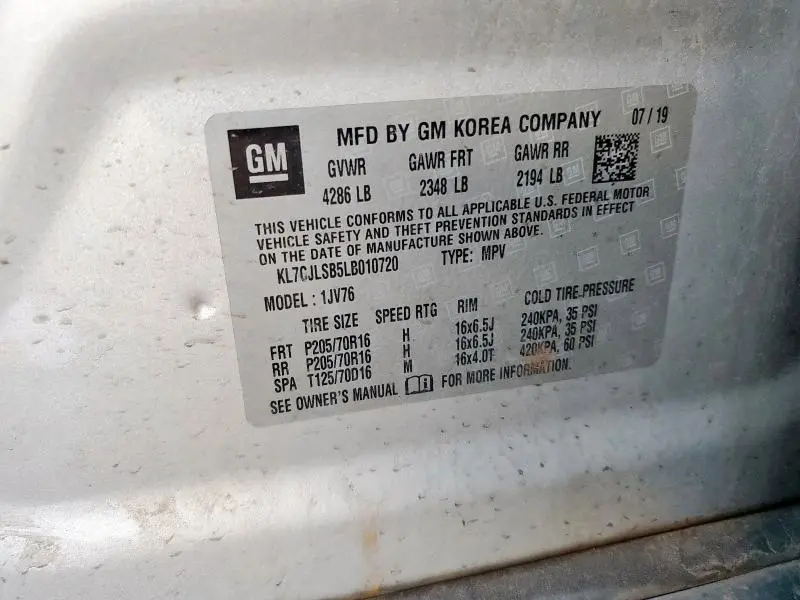 GM
MFD BY GM KOREA COMPANY 07/19
GVWR GAWR FRT GAWR RR
4286 LB 2348 LB 2194 LB
THIS VEHICLE CONFORMS TO ALL APPLICABLE U.S. FEDERAL MOTOR
VEHICLE SAFETY AND THEFT PREVENTION STANDARDS IN EFFECT
ON THE DATE OF MANUFACTURE SHOWN ABOVE.
KL7CJLSB5LB010720 TYPE: MPV
MODEL : 1JV76
TIRE SIZE SPEED RTG RIM COLD TIRE PRESSURE
FRT P205/70R16 H 16x6.5J 240KPA, 35 PSI
RR P205/70R16 H 16x6.5J 240KPA, 35 PSI
SPA T125/70D16 M 16x4.0T 420KPA, 60 PSI
SEE OWNER'S MANUAL FOR MORE INFORMATION.